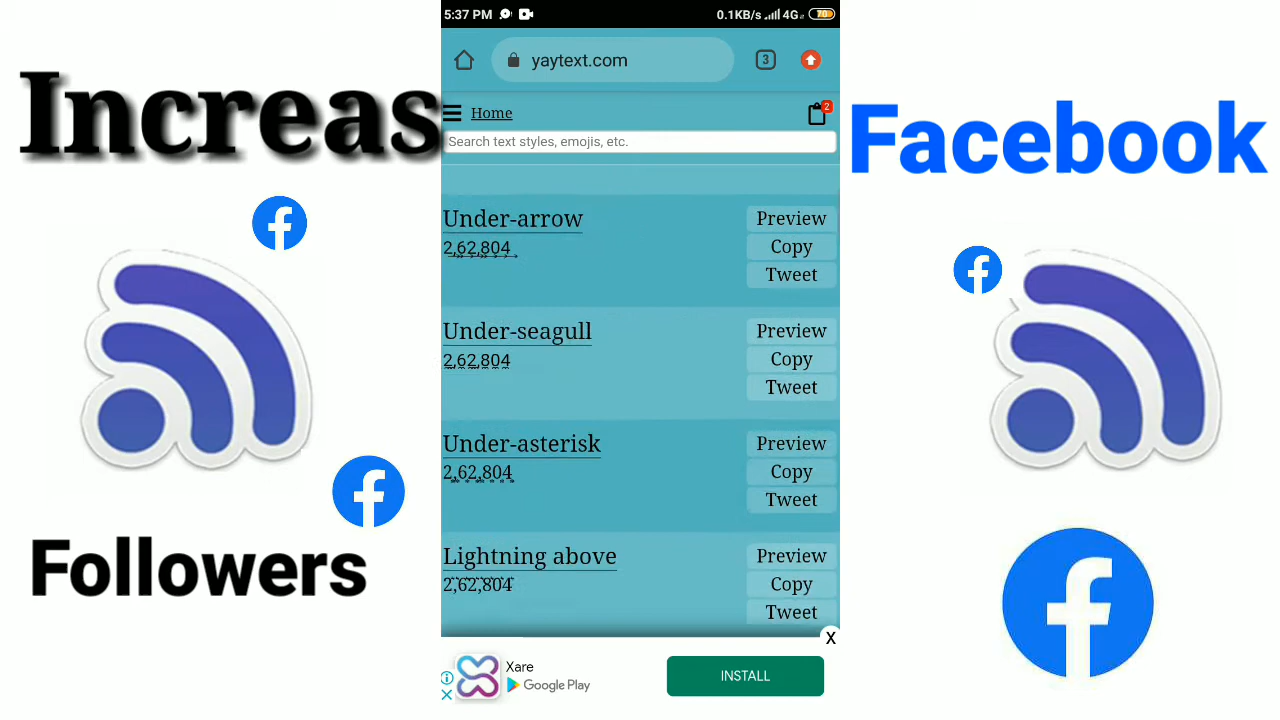 Increas
Followers
5:37 PM
0.1KB/s 4G 70
yaytext.com
3
Home
2
Search text styles, emojis, etc.
Under-arrow
2,62,804
Preview
Copy
Tweet
Under-seagull
2,62,804
Preview
Copy
Tweet
Under-asterisk
2,62,804
Preview
Copy
Tweet
Lightning above
2,62,804
Preview
Copy
Tweet
X
Xare
Google Play
INSTALL
Facebook